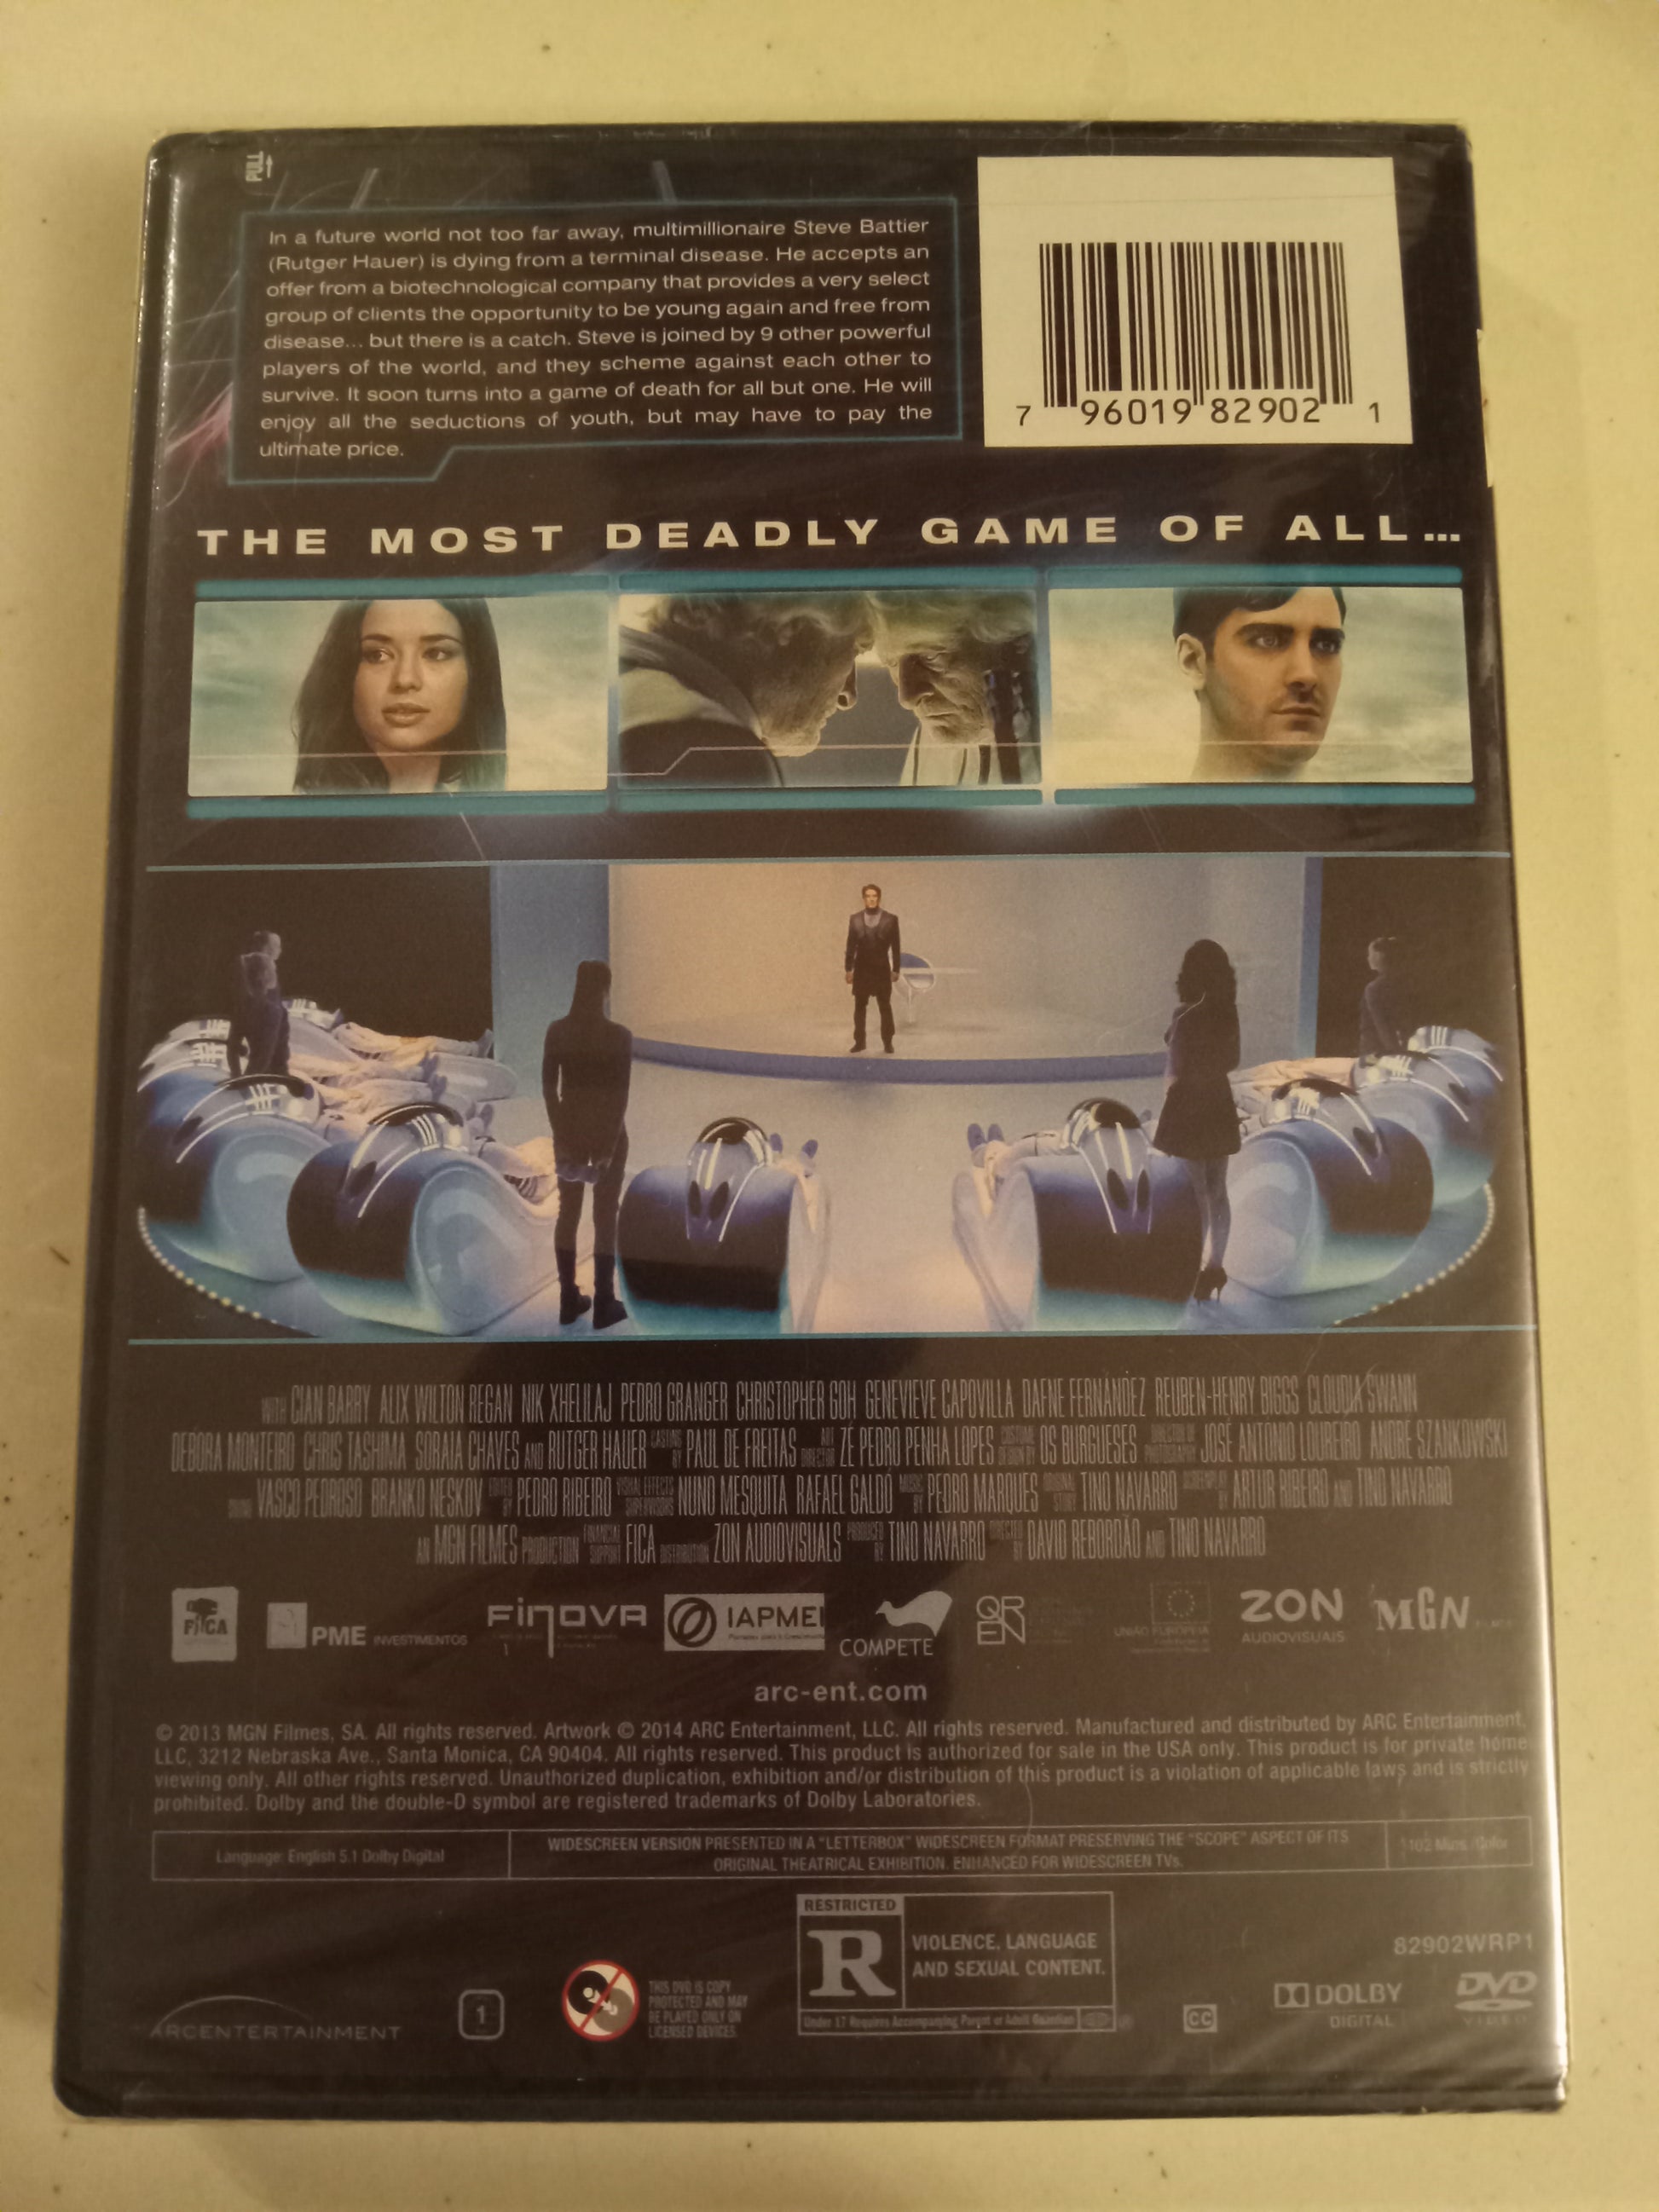 PULL
In a future world not too far away, multimillionaire Steve Battier
(Rutger Hauer) is dying from a terminal disease. He accepts an
offer from a biotechnological company that provides a very select
group of clients the opportunity to be young again and free from
disease... but there is a catch. Steve is joined by 9 other powerful
players of the world, and they scheme against each other to
survive. It soon turns into a game of death for all but one. He will
enjoy all the seductions of youth, but may have to pay the
ultimate price.
7 96019 82902 1
THE MOST DEADLY GAME OF ALL...
WITH CIAN BARRY ALIX WILTON REGAN NIK XHELILAJ PEDRO GRANGER CHRISTOPHER GOH GENEVIEVE CAPOVILLA DAFNE FERNÁNDEZ REUBEN-HENRY BIGGS CLOUDIA SWANN
DÉBORA MONTEIRO CHRIS TASHIMA SORAIA CHAVES AND RUTGER HAUER CASTING BY PAUL DE FREITAS ART DIRECTOR ZÉ PEDRO PENHA LOPES COSTUME DESIGN BY OS BURGUESES DIRECTOR OF PHOTOGRAPHY JOSÉ ANTÓNIO LOUREIRO ANDRE SZANKOWSKI
VASCO PEDROSO BRANKO NESKOV EDITED BY PEDRO RIBEIRO VISUAL EFFECTS SUPERVISORS NUNO MESQUITA RAFAEL GALDÓ MUSIC BY PEDRO MARQUES ORIGINAL STORY TINO NAVARRO SCREENPLAY BY ARTUR RIBEIRO AND TINO NAVARRO
AN MGN FILMES PRODUCTION FINANCIAL SUPPORT FICA DISTRIBUTION ZON AUDIOVISUALS PRODUCED BY TINO NAVARRO DIRECTED BY DAVID REBORDÃO AND TINO NAVARRO
FICA PME INVESTIMENTOS FINOVA IAPMEI COMPETE QREN UNIÃO EUROPEIA ZON AUDIOVISUAIS MGN
arc-ent.com
© 2013 MGN Filmes, SA. All rights reserved. Artwork © 2014 ARC Entertainment, LLC. All rights reserved. Manufactured and distributed by ARC Entertainment,
LLC, 3212 Nebraska Ave., Santa Monica, CA 90404. All rights reserved. This product is authorized for sale in the USA only. This product is for private home
viewing only. All other rights reserved. Unauthorized duplication, exhibition and/or distribution of this product is a violation of applicable laws and is strictly
prohibited. Dolby and the double-D symbol are registered trademarks of Dolby Laboratories.
Language: English 5.1 Dolby Digital
WIDESCREEN VERSION PRESENTED IN A "LETTERBOX" WIDESCREEN FORMAT PRESERVING THE "SCOPE" ASPECT OF ITS
ORIGINAL THEATRICAL EXHIBITION. ENHANCED FOR WIDESCREEN TVs.
102 Mins./Color
ARCENTERTAINMENT
1
THIS DVD IS COPY
PROTECTED AND MAY
BE PLAYED ONLY ON
LICENSED DEVICES.
RESTRICTED
R
VIOLENCE, LANGUAGE
AND SEXUAL CONTENT.
Under 17 Requires Accompanying Parent or Adult Guardian
CC
82902WRP1
DOLBY
DIGITAL
DVD
VIDEO